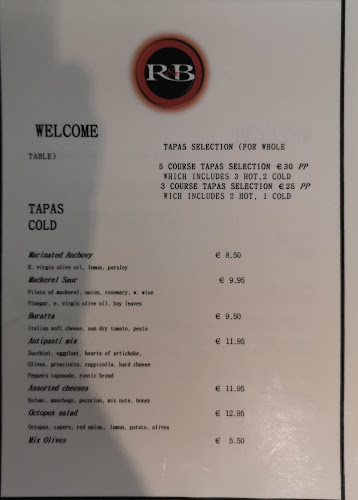 R&B
WELCOME
TAPAS SELECTION (FOR WHOLE
TABLE)
5 COURSE TAPAS SELECTION €30 PP
WHICH INCLUDES 3 HOT,2 COLD
3 COURSE TAPAS SELECTION €25 PP
WICH INCLUDES 2 HOT, 1 COLD
TAPAS
COLD
Marinated Anchovy € 8.50
E. virgin olive oil, lemon, parsley
Mackerel Saur € 9.95
Filets of mackerel, onion, rosemary, w. wine
Vinegar, e. virgin olive oil, bay leaves
Buratta € 9.50
Italian soft cheese, sun dry tomato, pesto
Antipasti mix € 11.95
Zucchini, eggplant, hearts of artichoke,
Olives, prosciutto, cappicolla, hard cheese
Peppers tapenade, rustic bread
Assorted cheeses € 11.95
Halumi, manchego, pecorino, mix nuts, honey
Octopus salad € 12.95
Octopus, capers, red onion, lemon, potato, olives
Mix Olives € 5.50